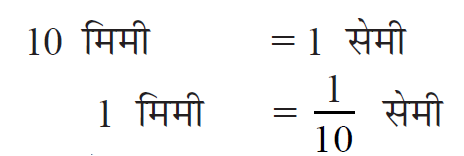 10 मिमी = 1 सेमी
1 मिमी = 1/10 सेमी